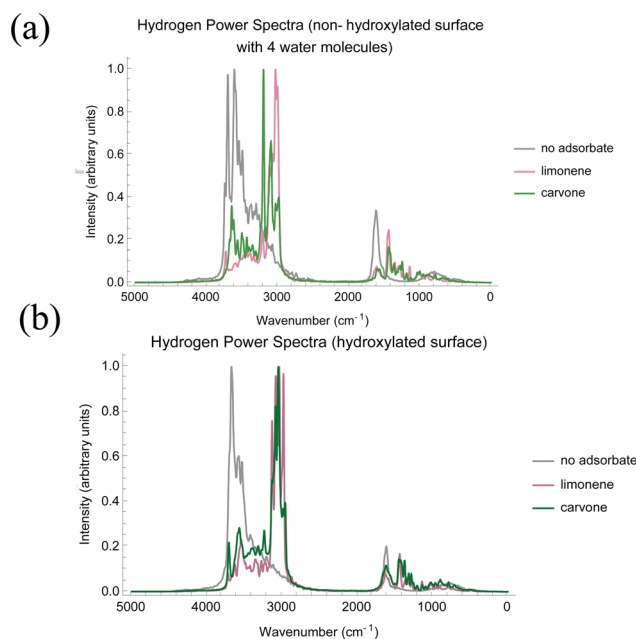 (a)
Hydrogen Power Spectra (non- hydroxylated surface
with 4 water molecules)
Intensity (arbitrary units)
1.0
0.8
0.6
0.4
0.2
0.0
5000 4000 3000 2000 1000 0
Wavenumber (cm-1)
no adsorbate
limonene
carvone
(b)
Hydrogen Power Spectra (hydroxylated surface)
Intensity (arbitrary units)
1.0
0.8
0.6
0.4
0.2
0.0
5000 4000 3000 2000 1000 0
Wavenumber (cm-1)
no adsorbate
limonene
carvone